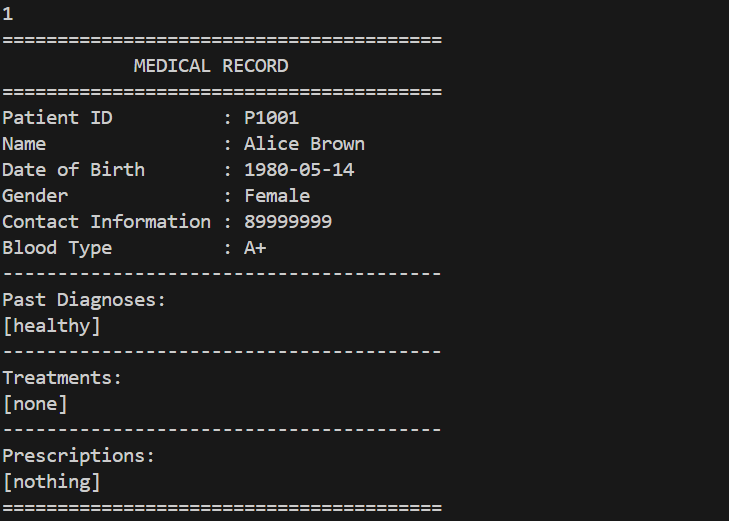 1
========================================
            MEDICAL RECORD
========================================
Patient ID          : P1001
Name                : Alice Brown
Date of Birth       : 1980-05-14
Gender              : Female
Contact Information : 89999999
Blood Type          : A+
----------------------------------------
Past Diagnoses:
[healthy]
----------------------------------------
Treatments:
[none]
----------------------------------------
Prescriptions:
[nothing]
========================================